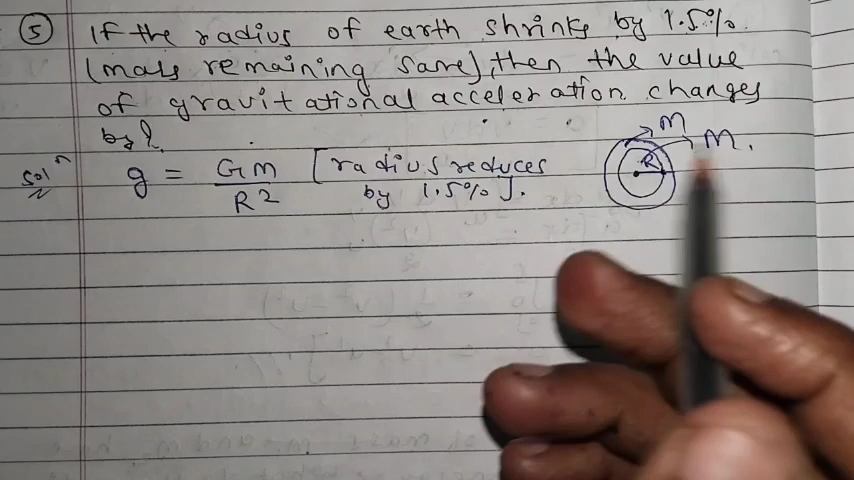 5 If the radius of earth shrinks by 1.5%.
(mass remaining same), then the value
of gravitational acceleration changes
by?
M
M.
Solⁿ g = GM [radius reduces
R² by 1.5%].
R